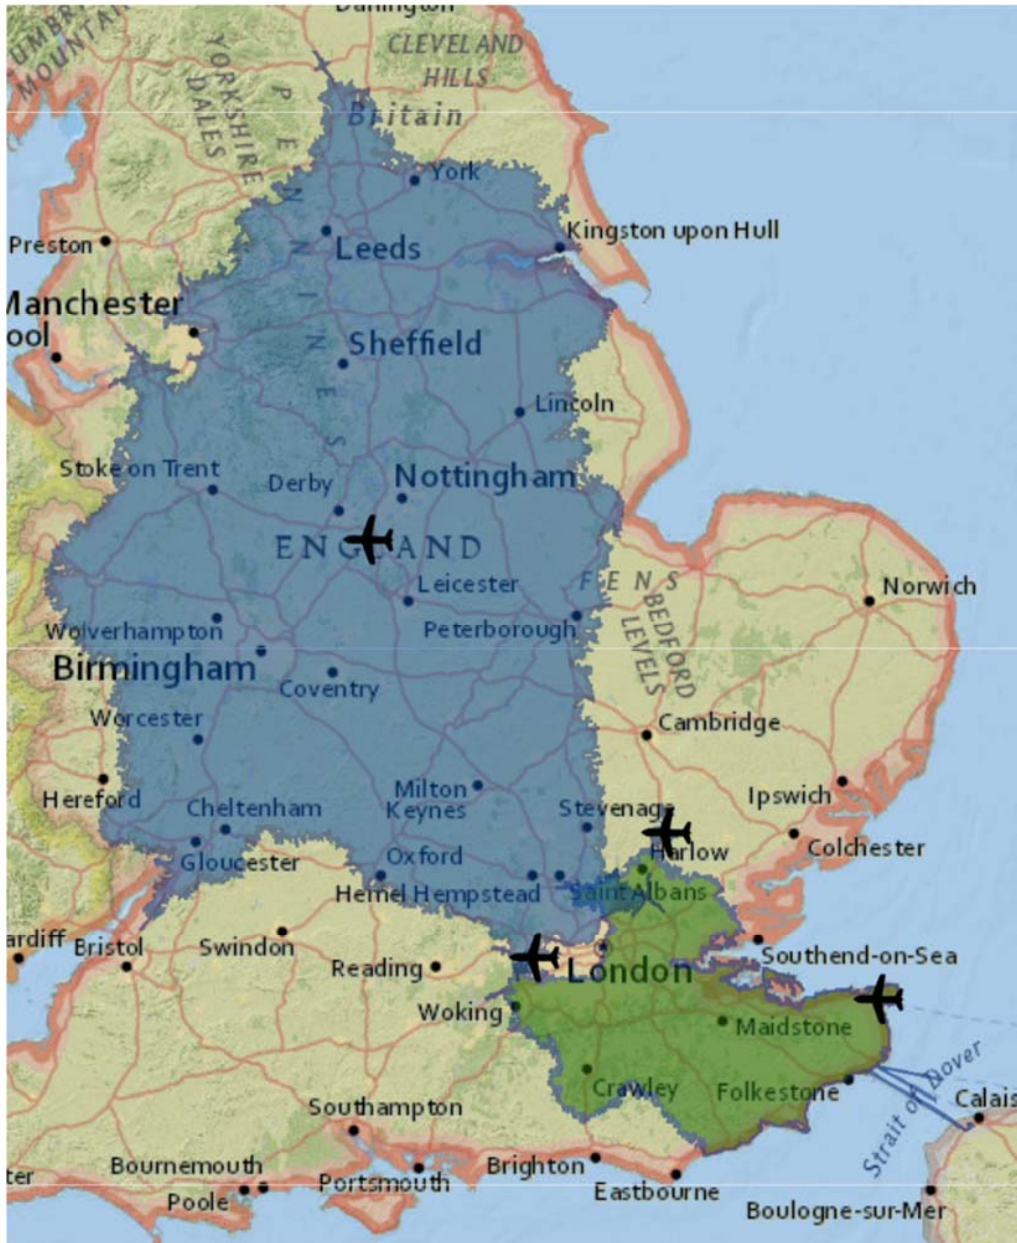 Darlington
UMBRI
MOUNTAI
YORKSHIRE
DALES
CLEVELAND
HILLS
PENNINES
Britain
York
Preston
Leeds
Kingston upon Hull
Manchester
ool
Sheffield
Lincoln
Stoke on Trent
Derby
Nottingham
ENGLAND
Leicester
FENS
Norwich
Wolverhampton
Peterborough
BEDFORD
LEVELS
Birmingham
Coventry
Worcester
Cambridge
Hereford
Cheltenham
Milton
Keynes
Stevenage
Ipswich
Gloucester
Oxford
Harlow
Colchester
Hemel Hempstead
Saint Albans
ardiff
Bristol
Swindon
Reading
London
Southend-on-Sea
Woking
Maidstone
Crawley
Folkestone
Strait of Dover
Calais
Southampton
Bournemouth
Poole
Portsmouth
Brighton
Eastbourne
Boulogne-sur-Mer
ter